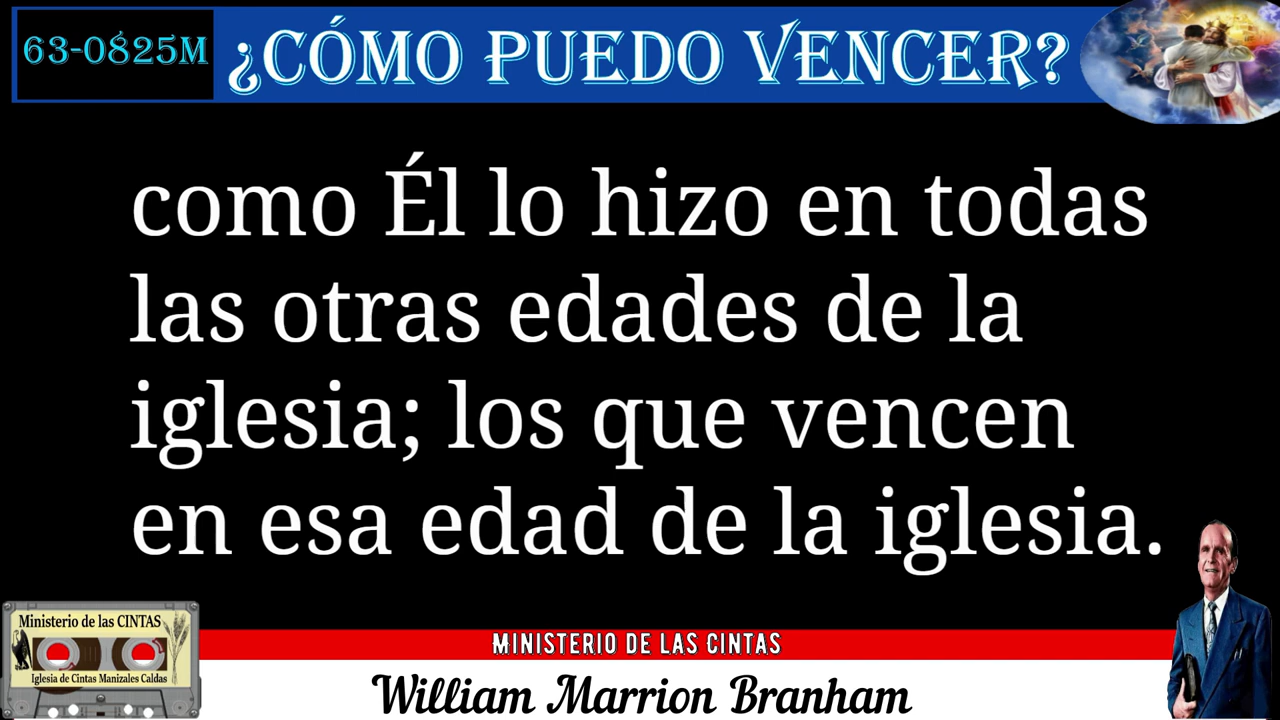 63-0825M
¿CÓMO PUEDO VENCER?
como Él lo hizo en todas
las otras edades de la
iglesia; los que vencen
en esa edad de la iglesia.
Ministerio de las CINTAS
Iglesia de Cintas Manizales Caldas
MINISTERIO DE LAS CINTAS
William Marrion Branham